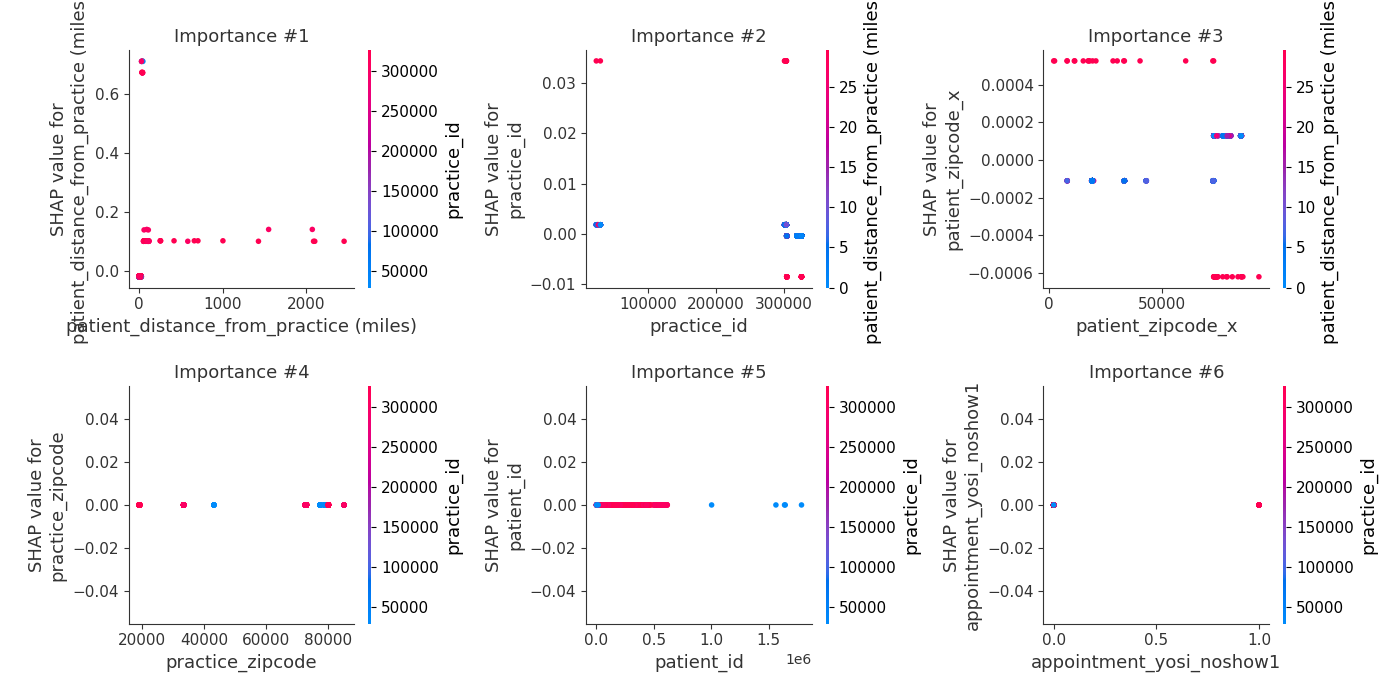 Importance #1
SHAP value for
patient_distance_from_practice (miles)
0.6
0.4
0.2
0.0
0
1000
2000
patient_distance_from_practice (miles)
300000
250000
200000
150000
100000
50000
practice_id
Importance #2
SHAP value for
practice_id
0.03
0.02
0.01
0.00
−0.01
100000
200000
300000
practice_id
25
20
15
10
5
0
patient_distance_from_practice (miles
Importance #3
SHAP value for
patient_zipcode_x
0.0004
0.0002
0.0000
−0.0002
−0.0004
−0.0006
0
50000
patient_zipcode_x
25
20
15
10
5
0
patient_distance_from_practice (miles
Importance #4
SHAP value for
practice_zipcode
0.04
0.02
0.00
−0.02
−0.04
20000
40000
60000
80000
practice_zipcode
300000
250000
200000
150000
100000
50000
practice_id
Importance #5
SHAP value for
patient_id
0.04
0.02
0.00
−0.02
−0.04
0.0
0.5
1.0
1.5
1e6
patient_id
300000
250000
200000
150000
100000
50000
practice_id
Importance #6
SHAP value for
appointment_yosi_noshow1
0.04
0.02
0.00
−0.02
−0.04
0.0
0.5
1.0
appointment_yosi_noshow1
300000
250000
200000
150000
100000
50000
practice_id